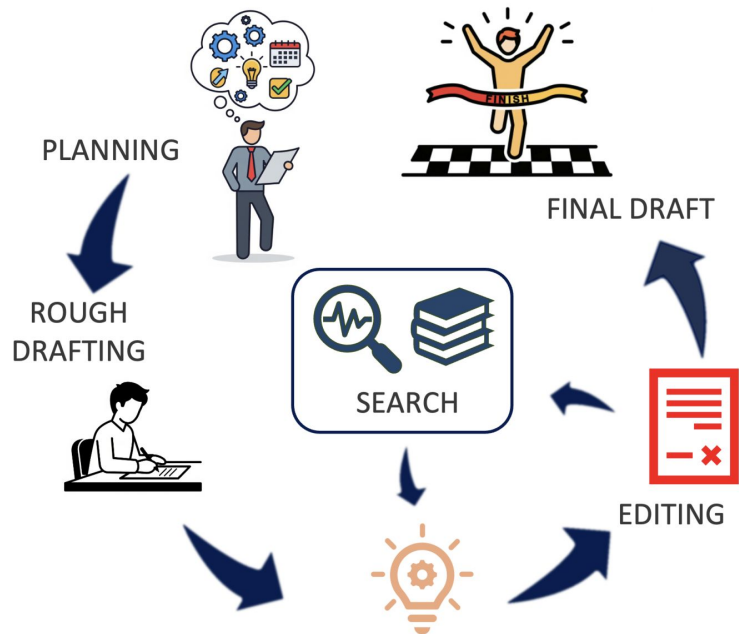 PLANNING
FINISH
FINAL DRAFT
ROUGH
DRAFTING
SEARCH
EDITING